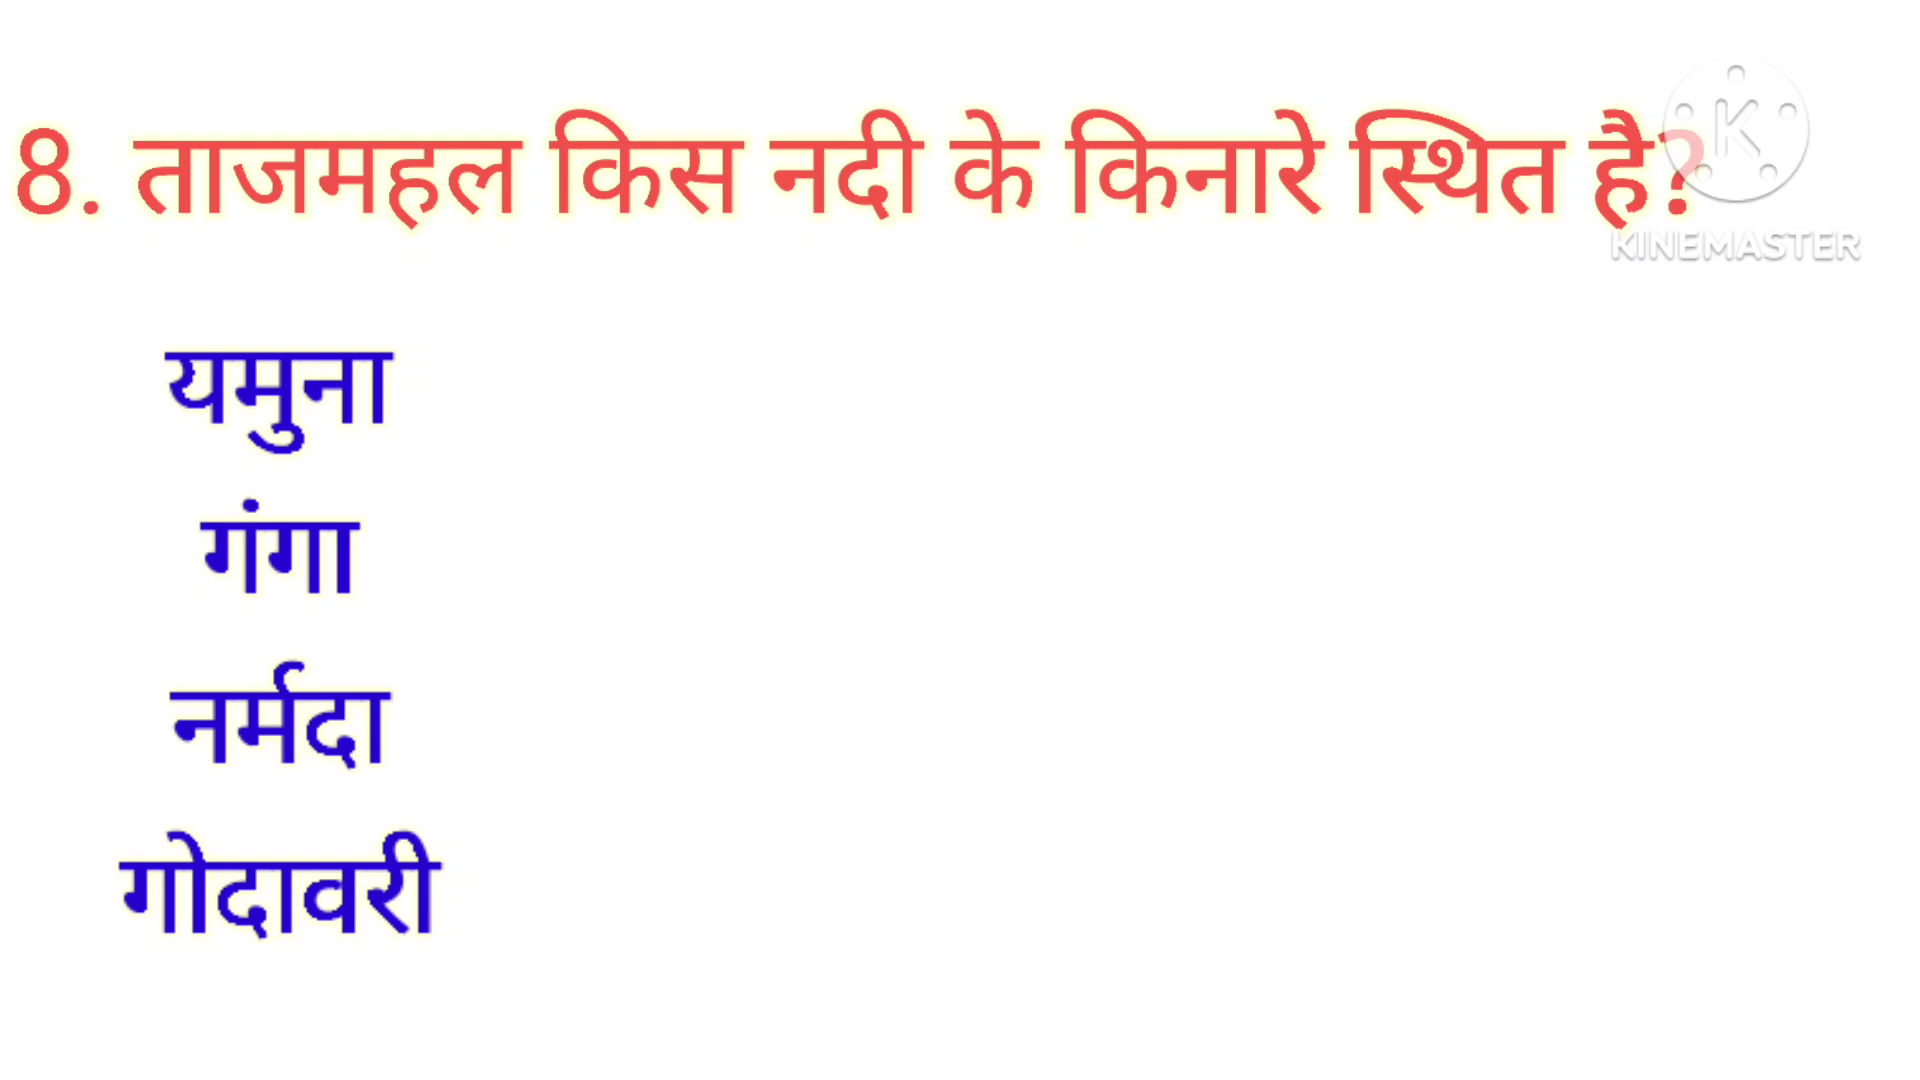 8. ताजमहल किस नदी के किनारे स्थित है?
KINEMASTER
यमुना
गंगा
नर्मदा
गोदावरी